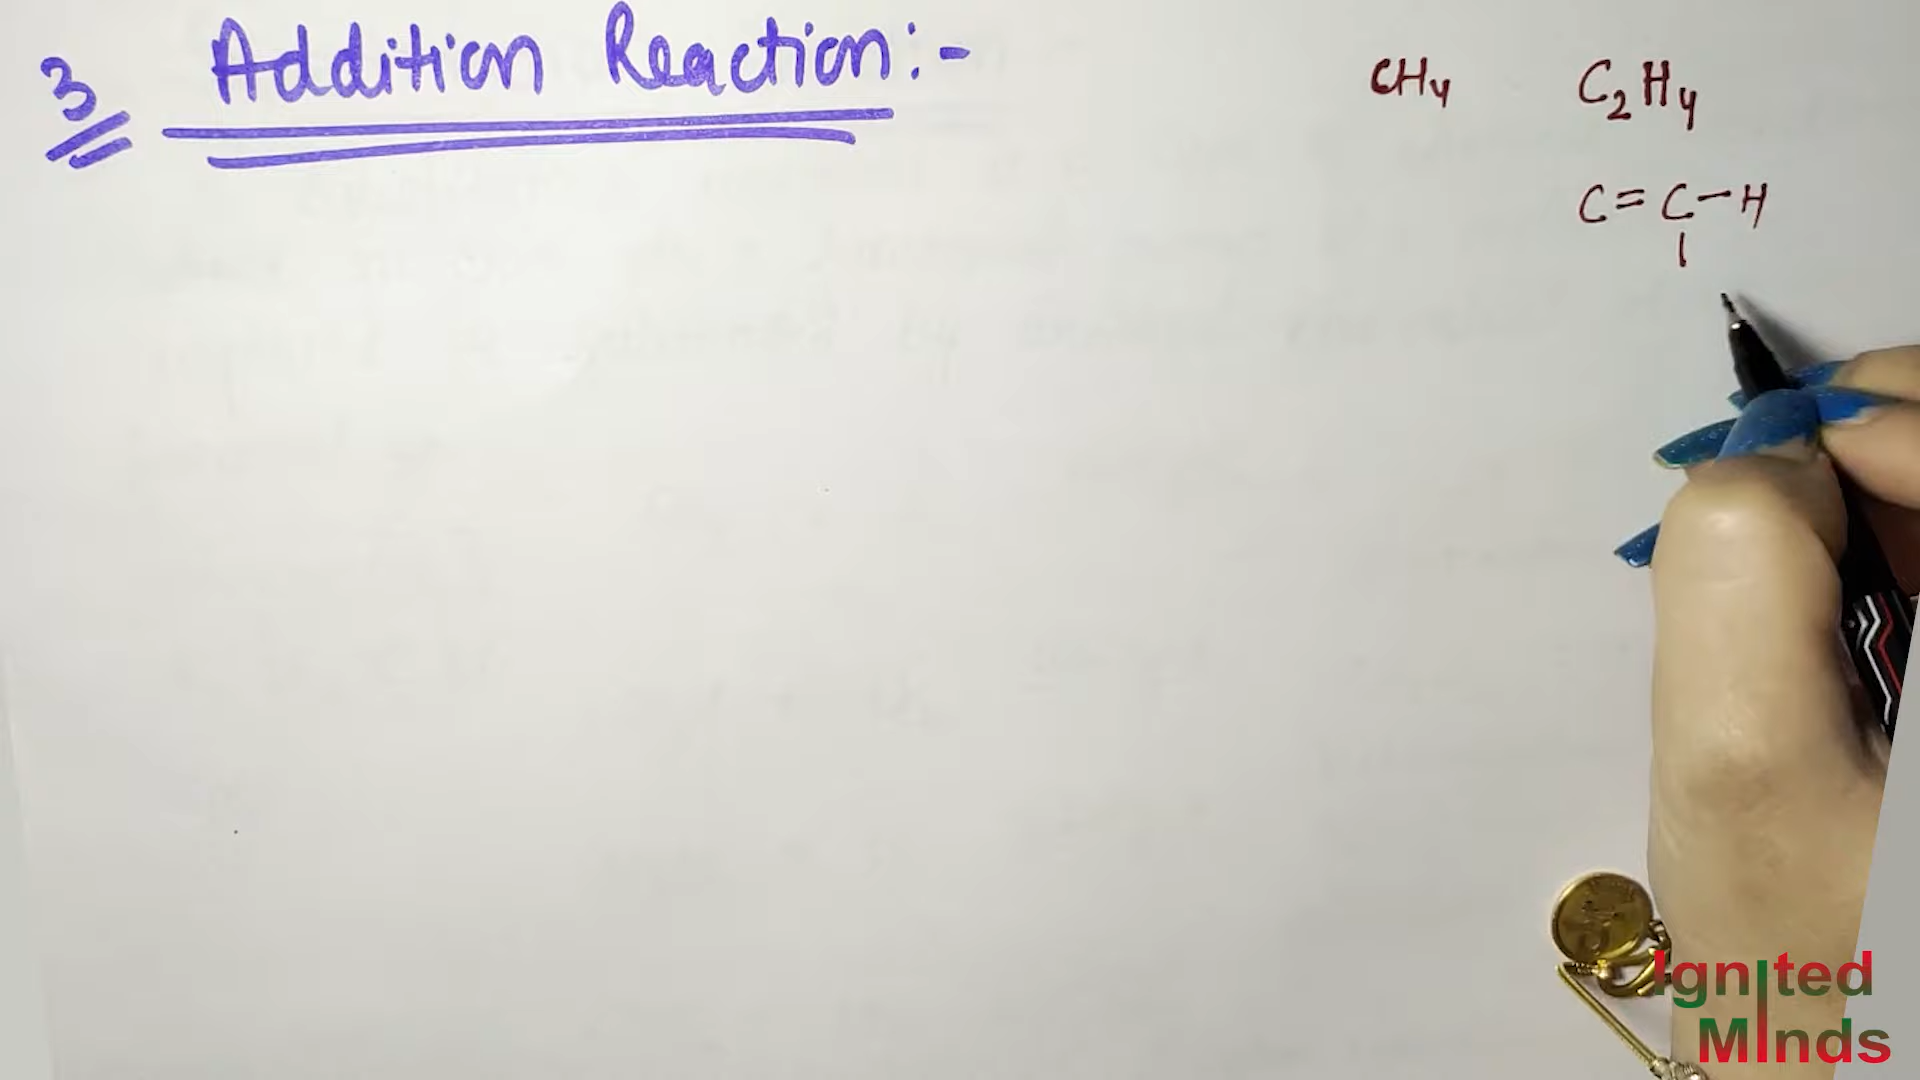 3 Addition Reaction:-
CH4 C2H4
C=C-H
Ignited
Minds